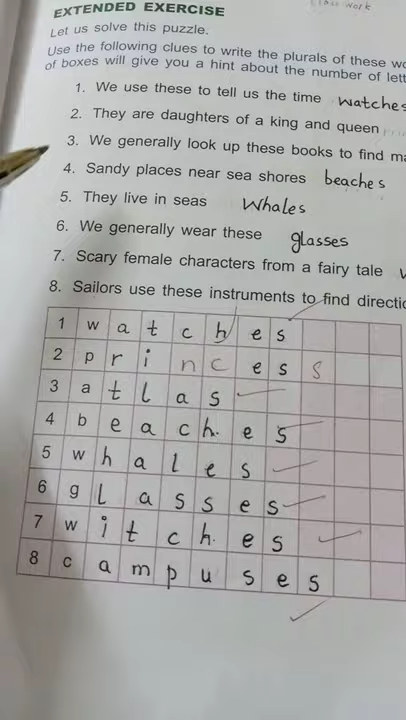 Class work
EXTENDED EXERCISE
Let us solve this puzzle.
Use the following clues to write the plurals of these
of boxes will give you a hint about the number of
1. We use these to tell us the time watches
2. They are daughters of a king and queen
3. We generally look up these books to find
4. Sandy places near sea shores beaches
5. They live in seas Whales
6. We generally wear these glasses
7. Scary female characters from a fairy tale
8. Sailors use these instruments to find
1 w a t c h e s
2 p r i n c e s s
3 a t l a s
4 b e a c h e s
5 w h a l e s
6 g l a s s e s
7 w i t c h e s
8 c a m p u s e s